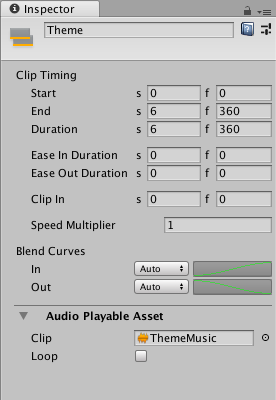 Inspector
Theme
Clip Timing
Start s 0 f 0
End s 6 f 360
Duration s 6 f 360
Ease In Duration s 0 f 0
Ease Out Duration s 0 f 0
Clip In s 0 f 0
Speed Multiplier 1
Blend Curves
In Auto
Out Auto
Audio Playable Asset
Clip ThemeMusic
Loop